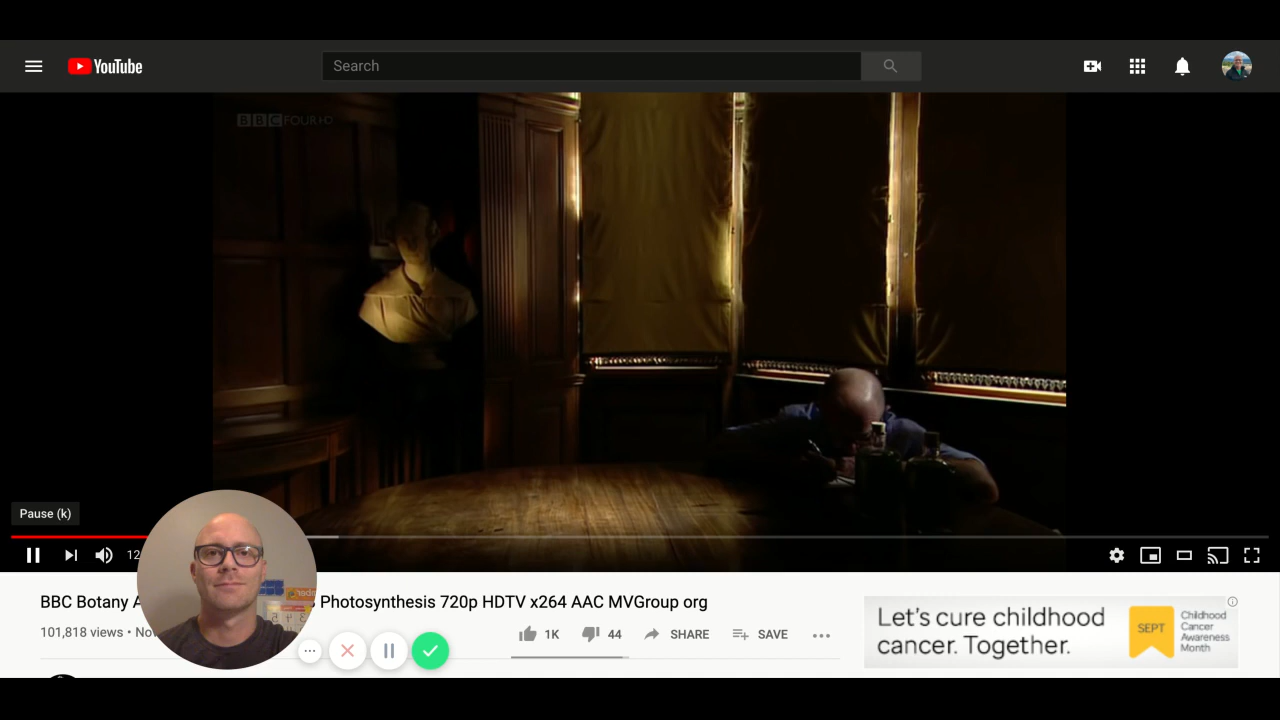 YouTube
Search
BBC FOUR HD
Pause (k)
12
BBC Botany A
Photosynthesis 720p HDTV x264 AAC MVGroup org
101,818 views • No
1K
44
SHARE
SAVE
Let's cure childhood
cancer. Together.
SEPT
Childhood
Cancer
Awareness
Month